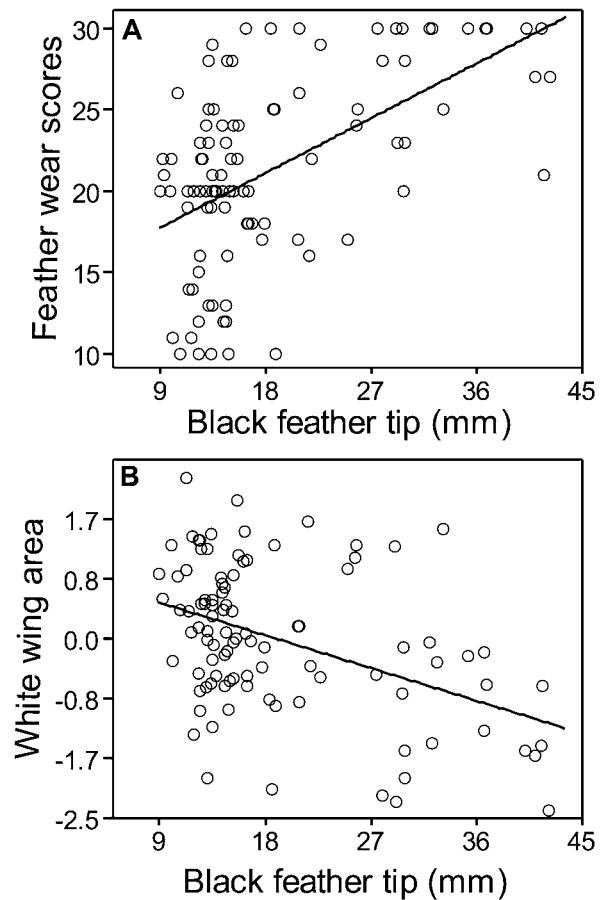 A
Feather wear scores
30
25
20
15
10
9 18 27 36 45
Black feather tip (mm)
B
White wing area
1.7
0.8
0.0
-0.8
-1.7
-2.5
9 18 27 36 45
Black feather tip (mm)